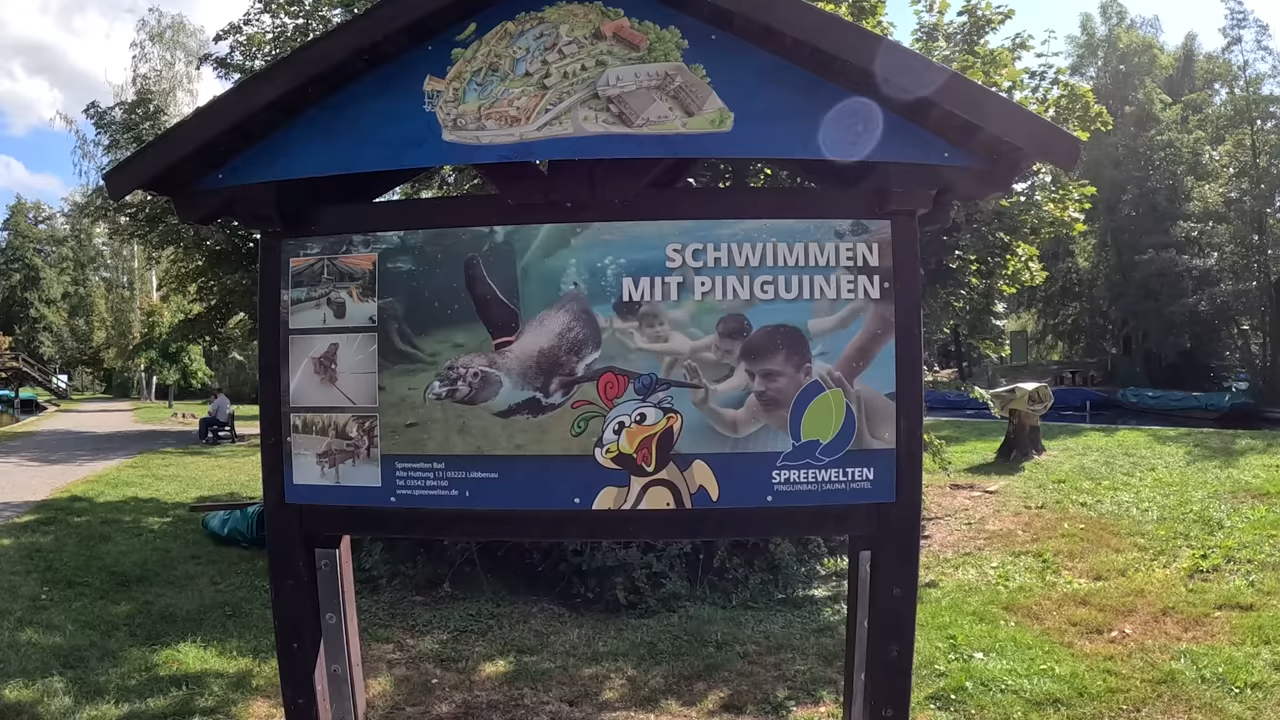 SCHWIMMEN
MIT PINGUINEN
Spreewelten Bad
Alte Huttung 13 | 03222 Lübbenau
Tel. 03542 894160
www.spreewelten.de
SPREEWELTEN
PINGUINBAD | SAUNA | HOTEL